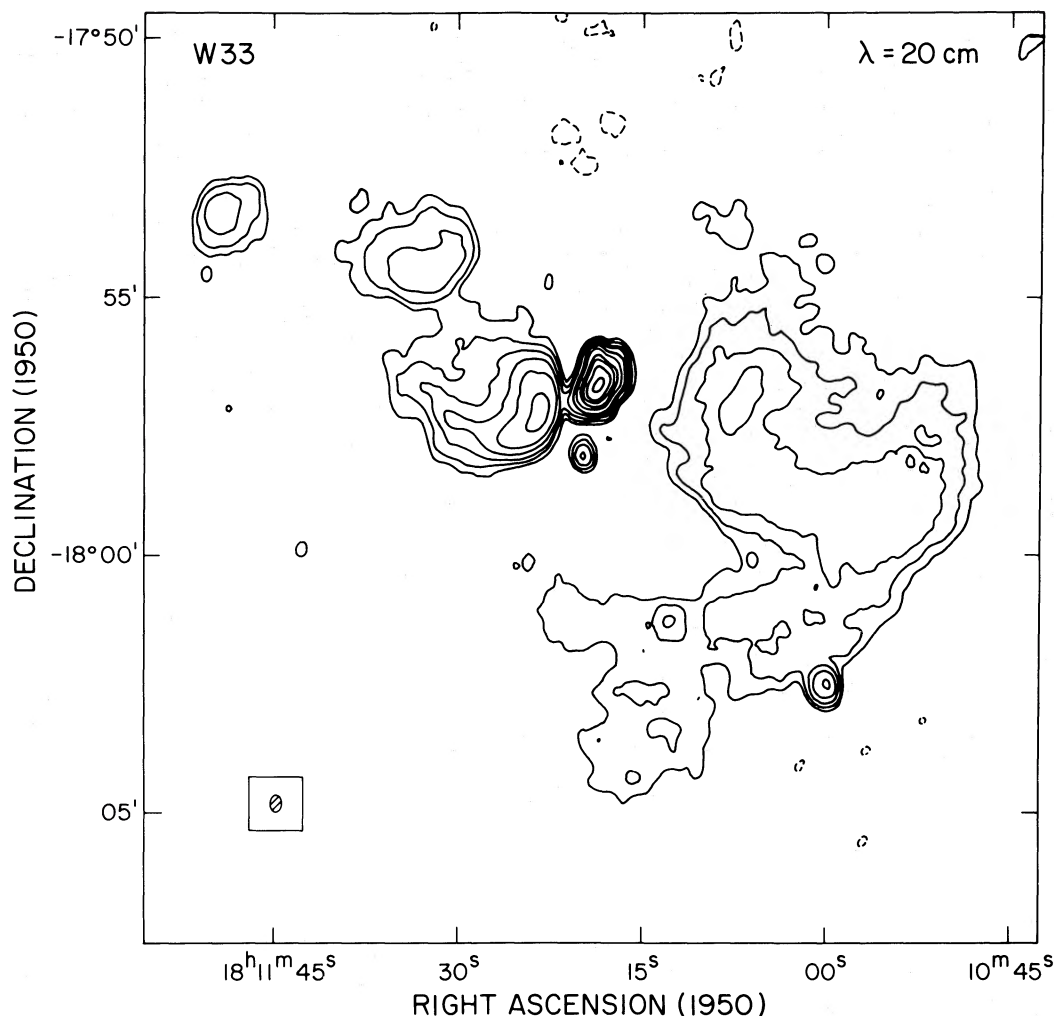 -17°50'
W33
λ = 20 cm
55'
DECLINATION (1950)
-18°00'
05'
18ʰ11ᵐ45ˢ 30ˢ 15ˢ 00ˢ 10ᵐ45ˢ
RIGHT ASCENSION (1950)